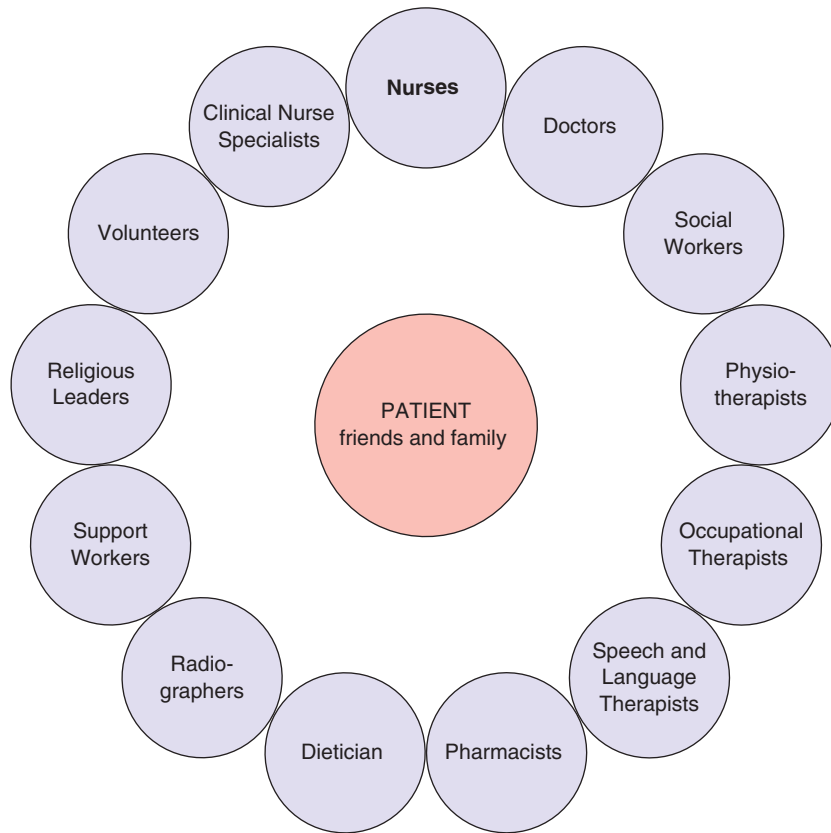 Nurses
Doctors
Social
Workers
Physio-
therapists
Occupational
Therapists
Speech and
Language
Therapists
Pharmacists
Dietician
Radio-
graphers
Support
Workers
Religious
Leaders
Volunteers
Clinical Nurse
Specialists
PATIENT
friends and family